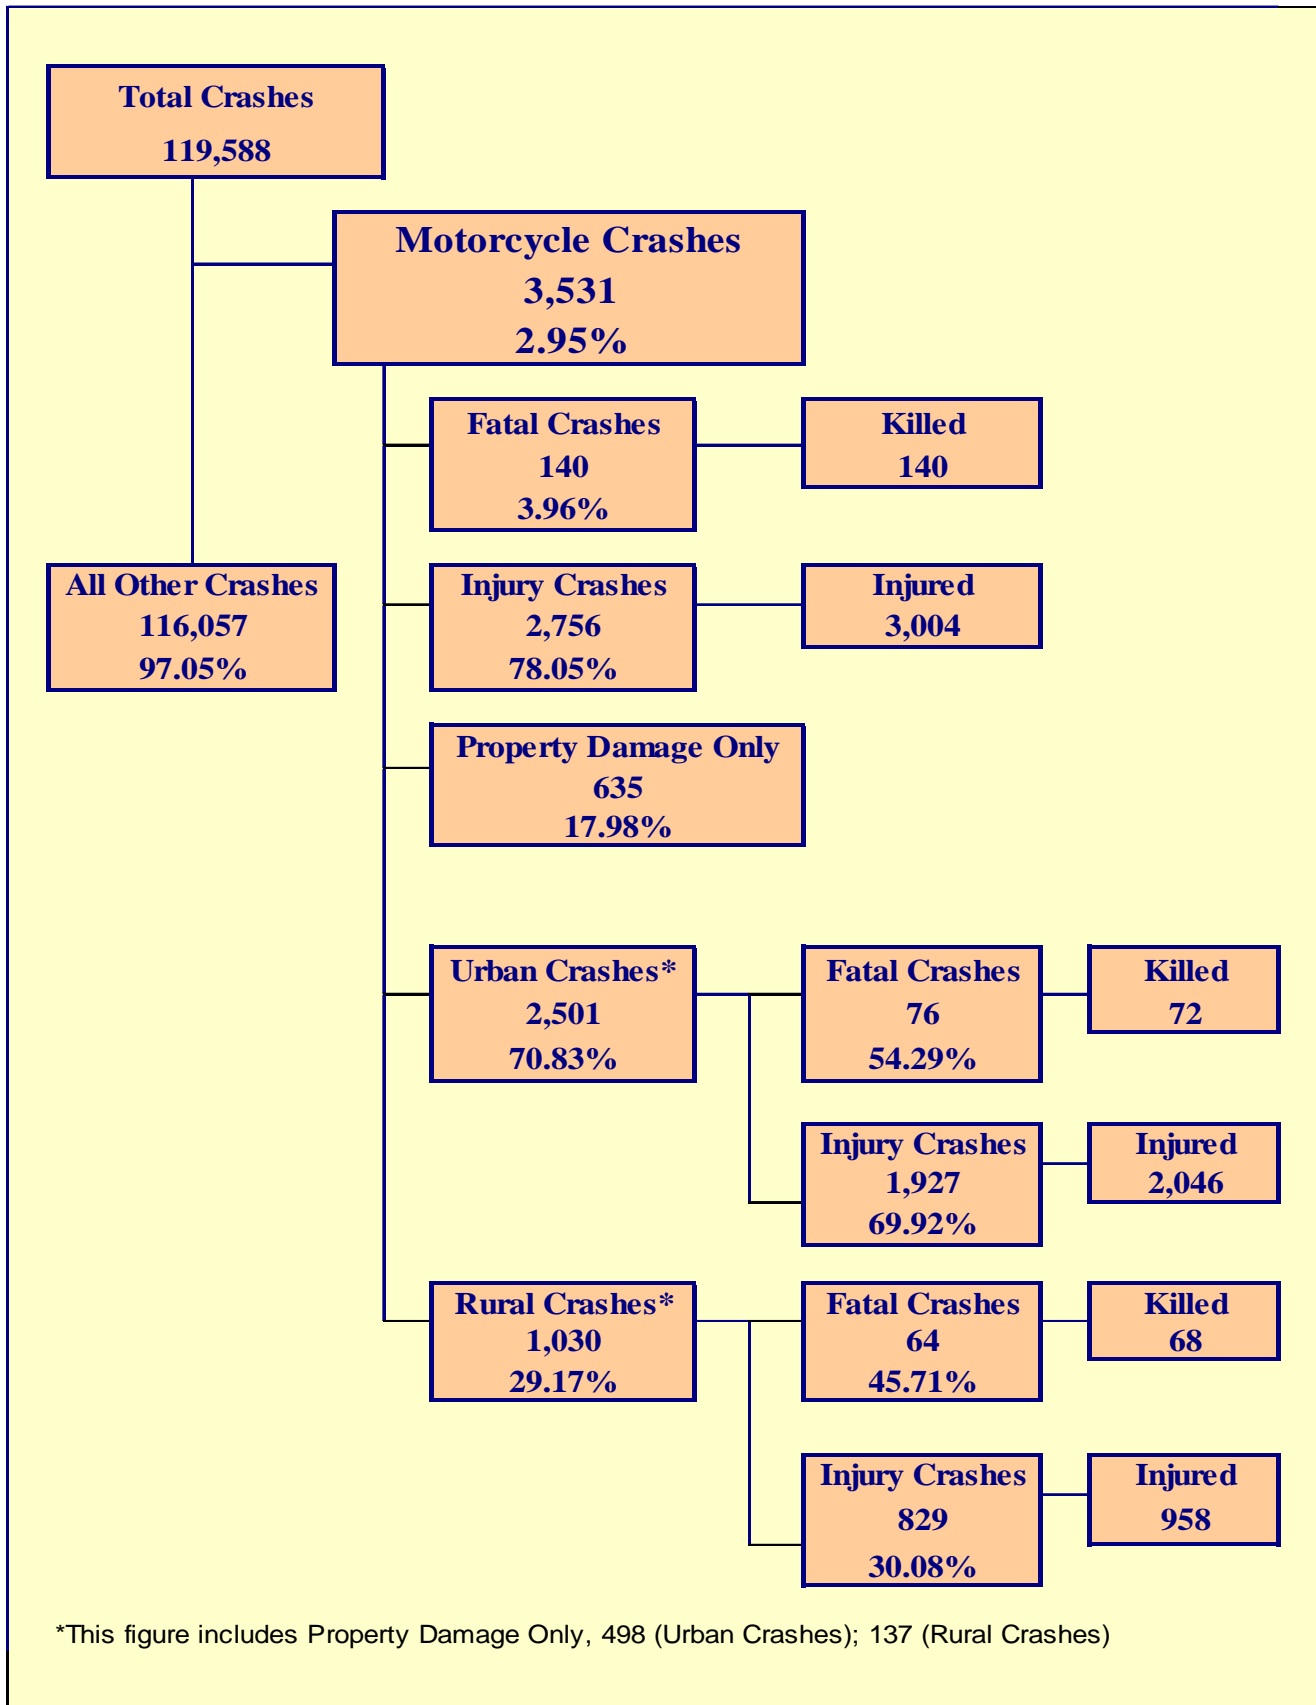 Total Crashes
119,588
Motorcycle Crashes
3,531
2.95%
Fatal Crashes
140
3.96%
Killed
140
All Other Crashes
116,057
97.05%
Injury Crashes
2,756
78.05%
Injured
3,004
Property Damage Only
635
17.98%
Urban Crashes*
2,501
70.83%
Fatal Crashes
76
54.29%
Killed
72
Injury Crashes
1,927
69.92%
Injured
2,046
Rural Crashes*
1,030
29.17%
Fatal Crashes
64
45.71%
Killed
68
Injury Crashes
829
30.08%
Injured
958
*This figure includes Property Damage Only, 498 (Urban Crashes); 137 (Rural Crashes)